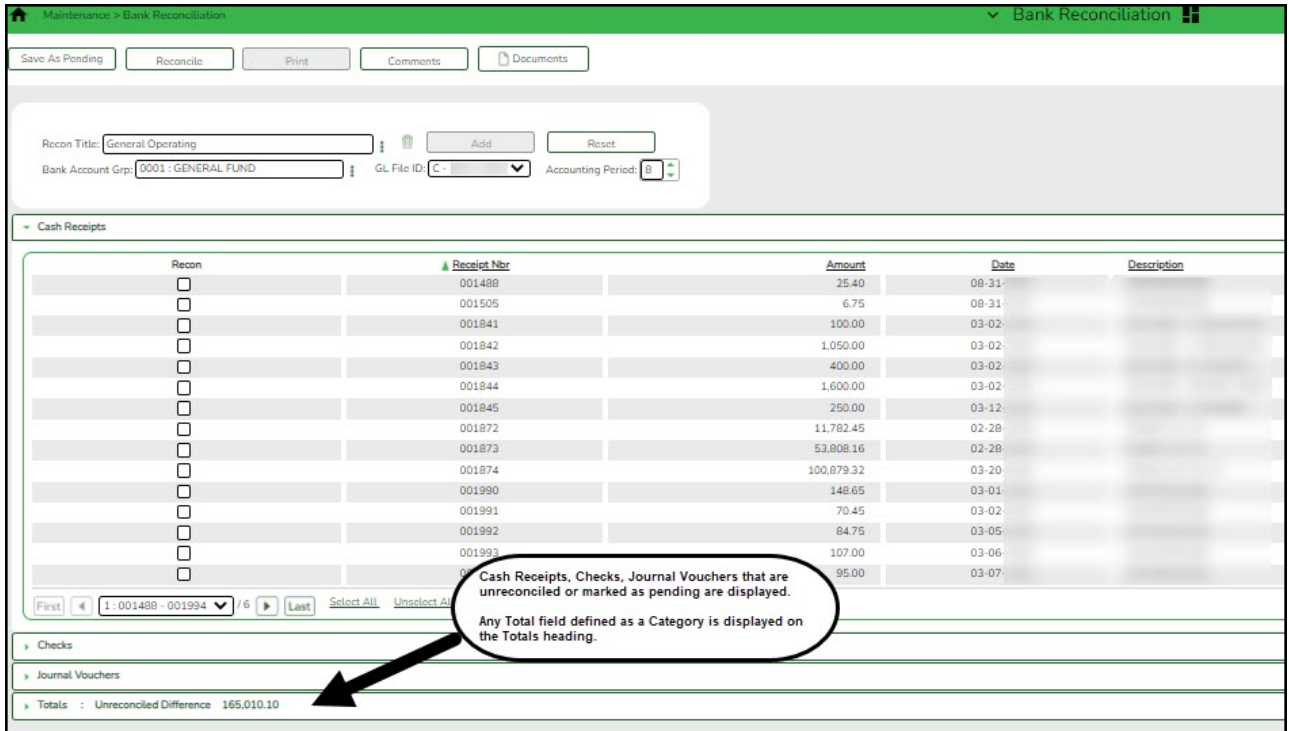 Maintenance > Bank Reconciliation
Bank Reconciliation
Save As Pending Reconcile Print Comments Documents
Recon Title: General Operating Add Reset
Bank Account Grp: 0001 : GENERAL FUND GL File ID: C - Accounting Period: 8
Cash Receipts
Recon Receipt Nbr Amount Date Description
001488 25.40 08-31-
001505 6.75 08-31-
001841 100.00 03-02-
001842 1,050.00 03-02-
001843 400.00 03-02-
001844 1,600.00 03-02-
001845 250.00 03-12-
001872 11,782.45 02-28-
001873 53,808.16 02-28-
001874 100,879.32 03-20-
001990 148.65 03-01-
001991 70.45 03-02-
001992 84.75 03-05-
001993 107.00 03-06-
95.00 03-07-
First 1 : 001488 - 001994 / 6 Last Select All Unselect
Cash Receipts, Checks, Journal Vouchers that are
unreconciled or marked as pending are displayed.
Any Total field defined as a Category is displayed on
the Totals heading.
Checks
Journal Vouchers
Totals : Unreconciled Difference 165,010.10